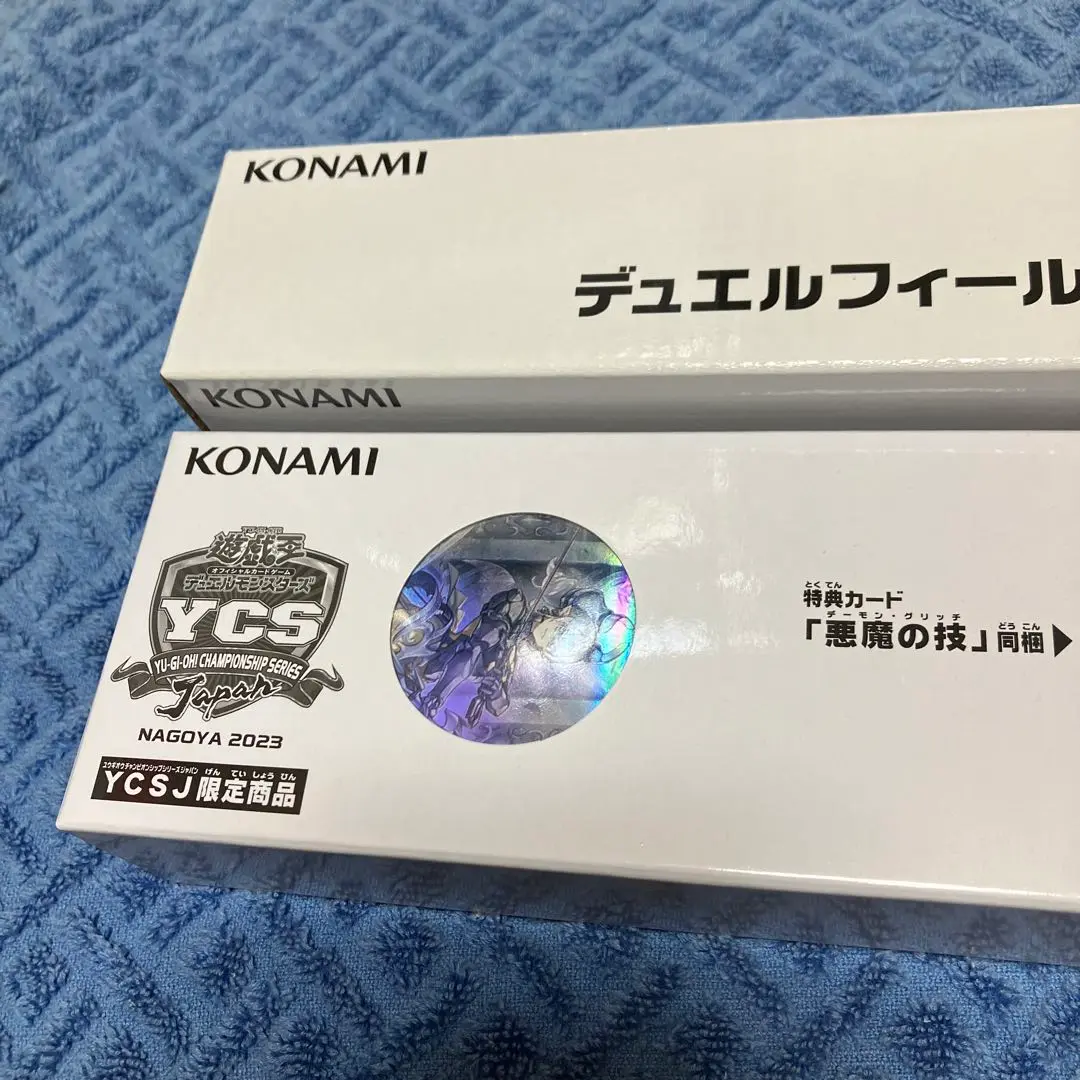 KONAMI
デュエルフィール
KONAMI
KONAMI
遊戯王
オフィシャルカードゲーム
デュエルモンスターズ
YCS
YU-GI-OH! CHAMPIONSHIP SERIES
Japan
NAGOYA 2023
ユウギオウチャンピオンシップシリーズジャパン げん てい しょう ひん
YCSJ 限定商品
とくてん
特典カード
デーモン・グリッチ どうこん
「悪魔の技」同梱▶